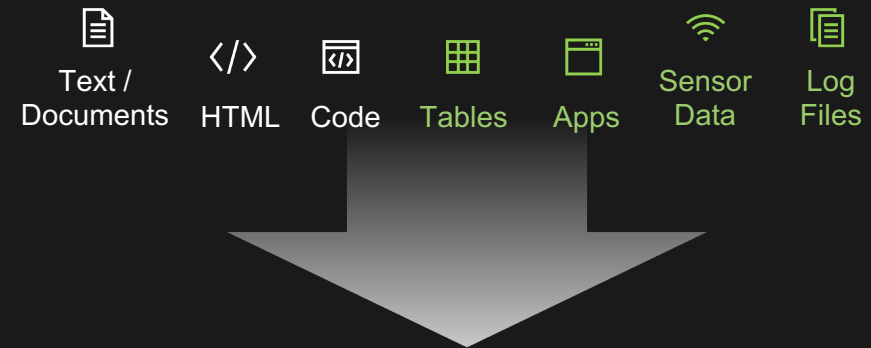 Text /
Documents
HTML
Code
Tables
Apps
Sensor
Data
Log
Files